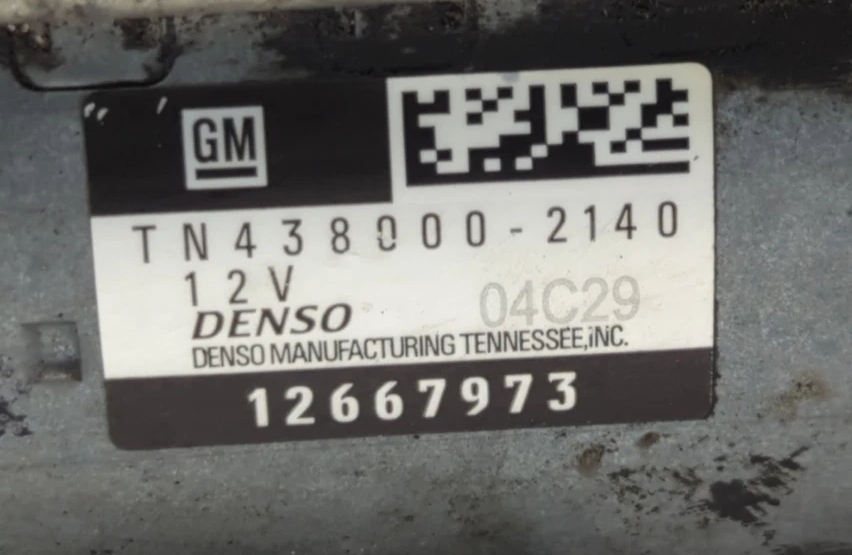 GM
TN438000-2140
12V
04C29
DENSO
DENSO MANUFACTURING TENNESSEE,INC.
12667973